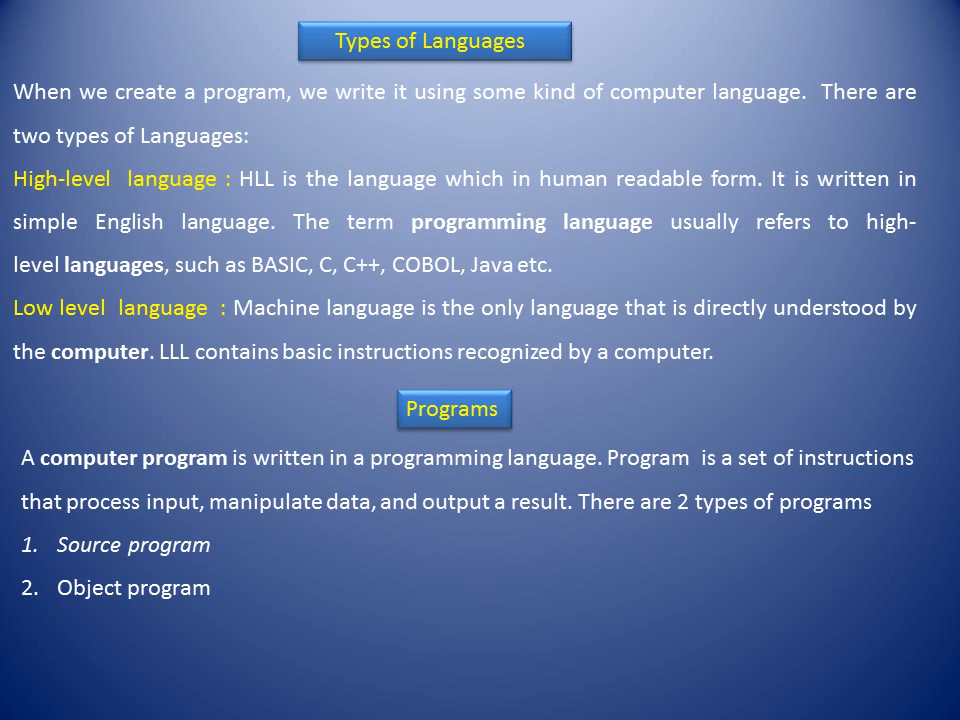 Types of Languages
When we create a program, we write it using some kind of computer language. There are
two types of Languages:
High-level language : HLL is the language which in human readable form. It is written in
simple English language. The term programming language usually refers to high-
level languages, such as BASIC, C, C++, COBOL, Java etc.
Low level language : Machine language is the only language that is directly understood by
the computer. LLL contains basic instructions recognized by a computer.
Programs
A computer program is written in a programming language. Program is a set of instructions
that process input, manipulate data, and output a result. There are 2 types of programs
1. Source program
2. Object program